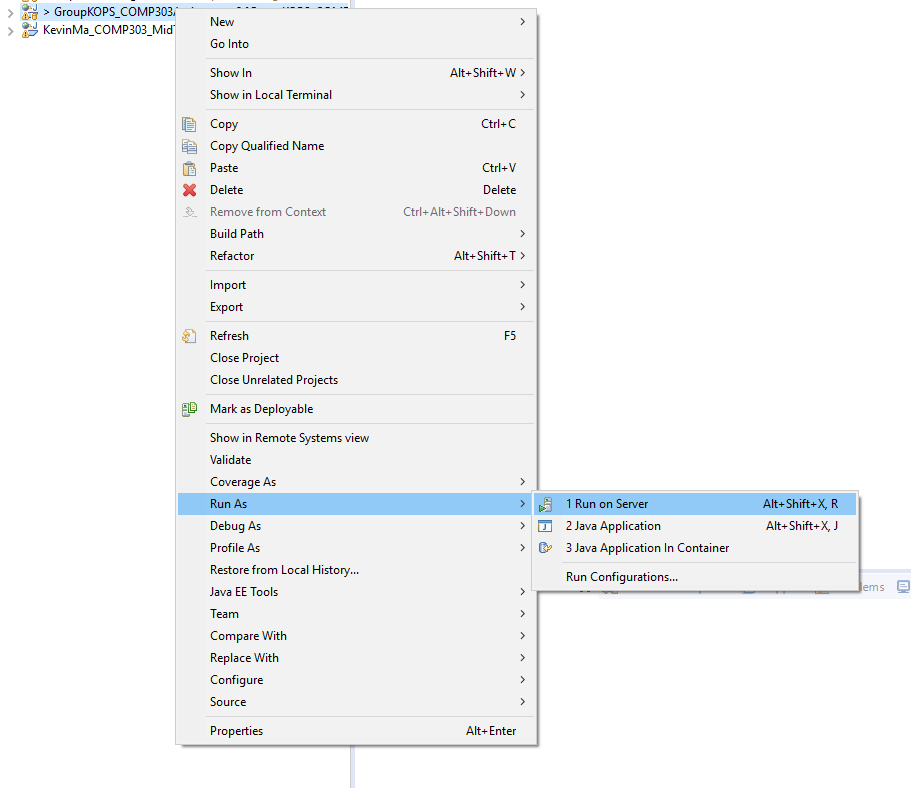 > GroupKOPS_COMP303
KevinMa_COMP303_Mid
New
Go Into
Show In Alt+Shift+W
Show in Local Terminal
Copy Ctrl+C
Copy Qualified Name
Paste Ctrl+V
Delete Delete
Remove from Context Ctrl+Alt+Shift+Down
Build Path
Refactor Alt+Shift+T
Import
Export
Refresh F5
Close Project
Close Unrelated Projects
Mark as Deployable
Show in Remote Systems view
Validate
Coverage As
Run As
1 Run on Server Alt+Shift+X, R
Debug As
2 Java Application Alt+Shift+X, J
Profile As
3 Java Application In Container
Restore from Local History...
Run Configurations...
Java EE Tools
lems
Team
Compare With
Replace With
Configure
Source
Properties Alt+Enter